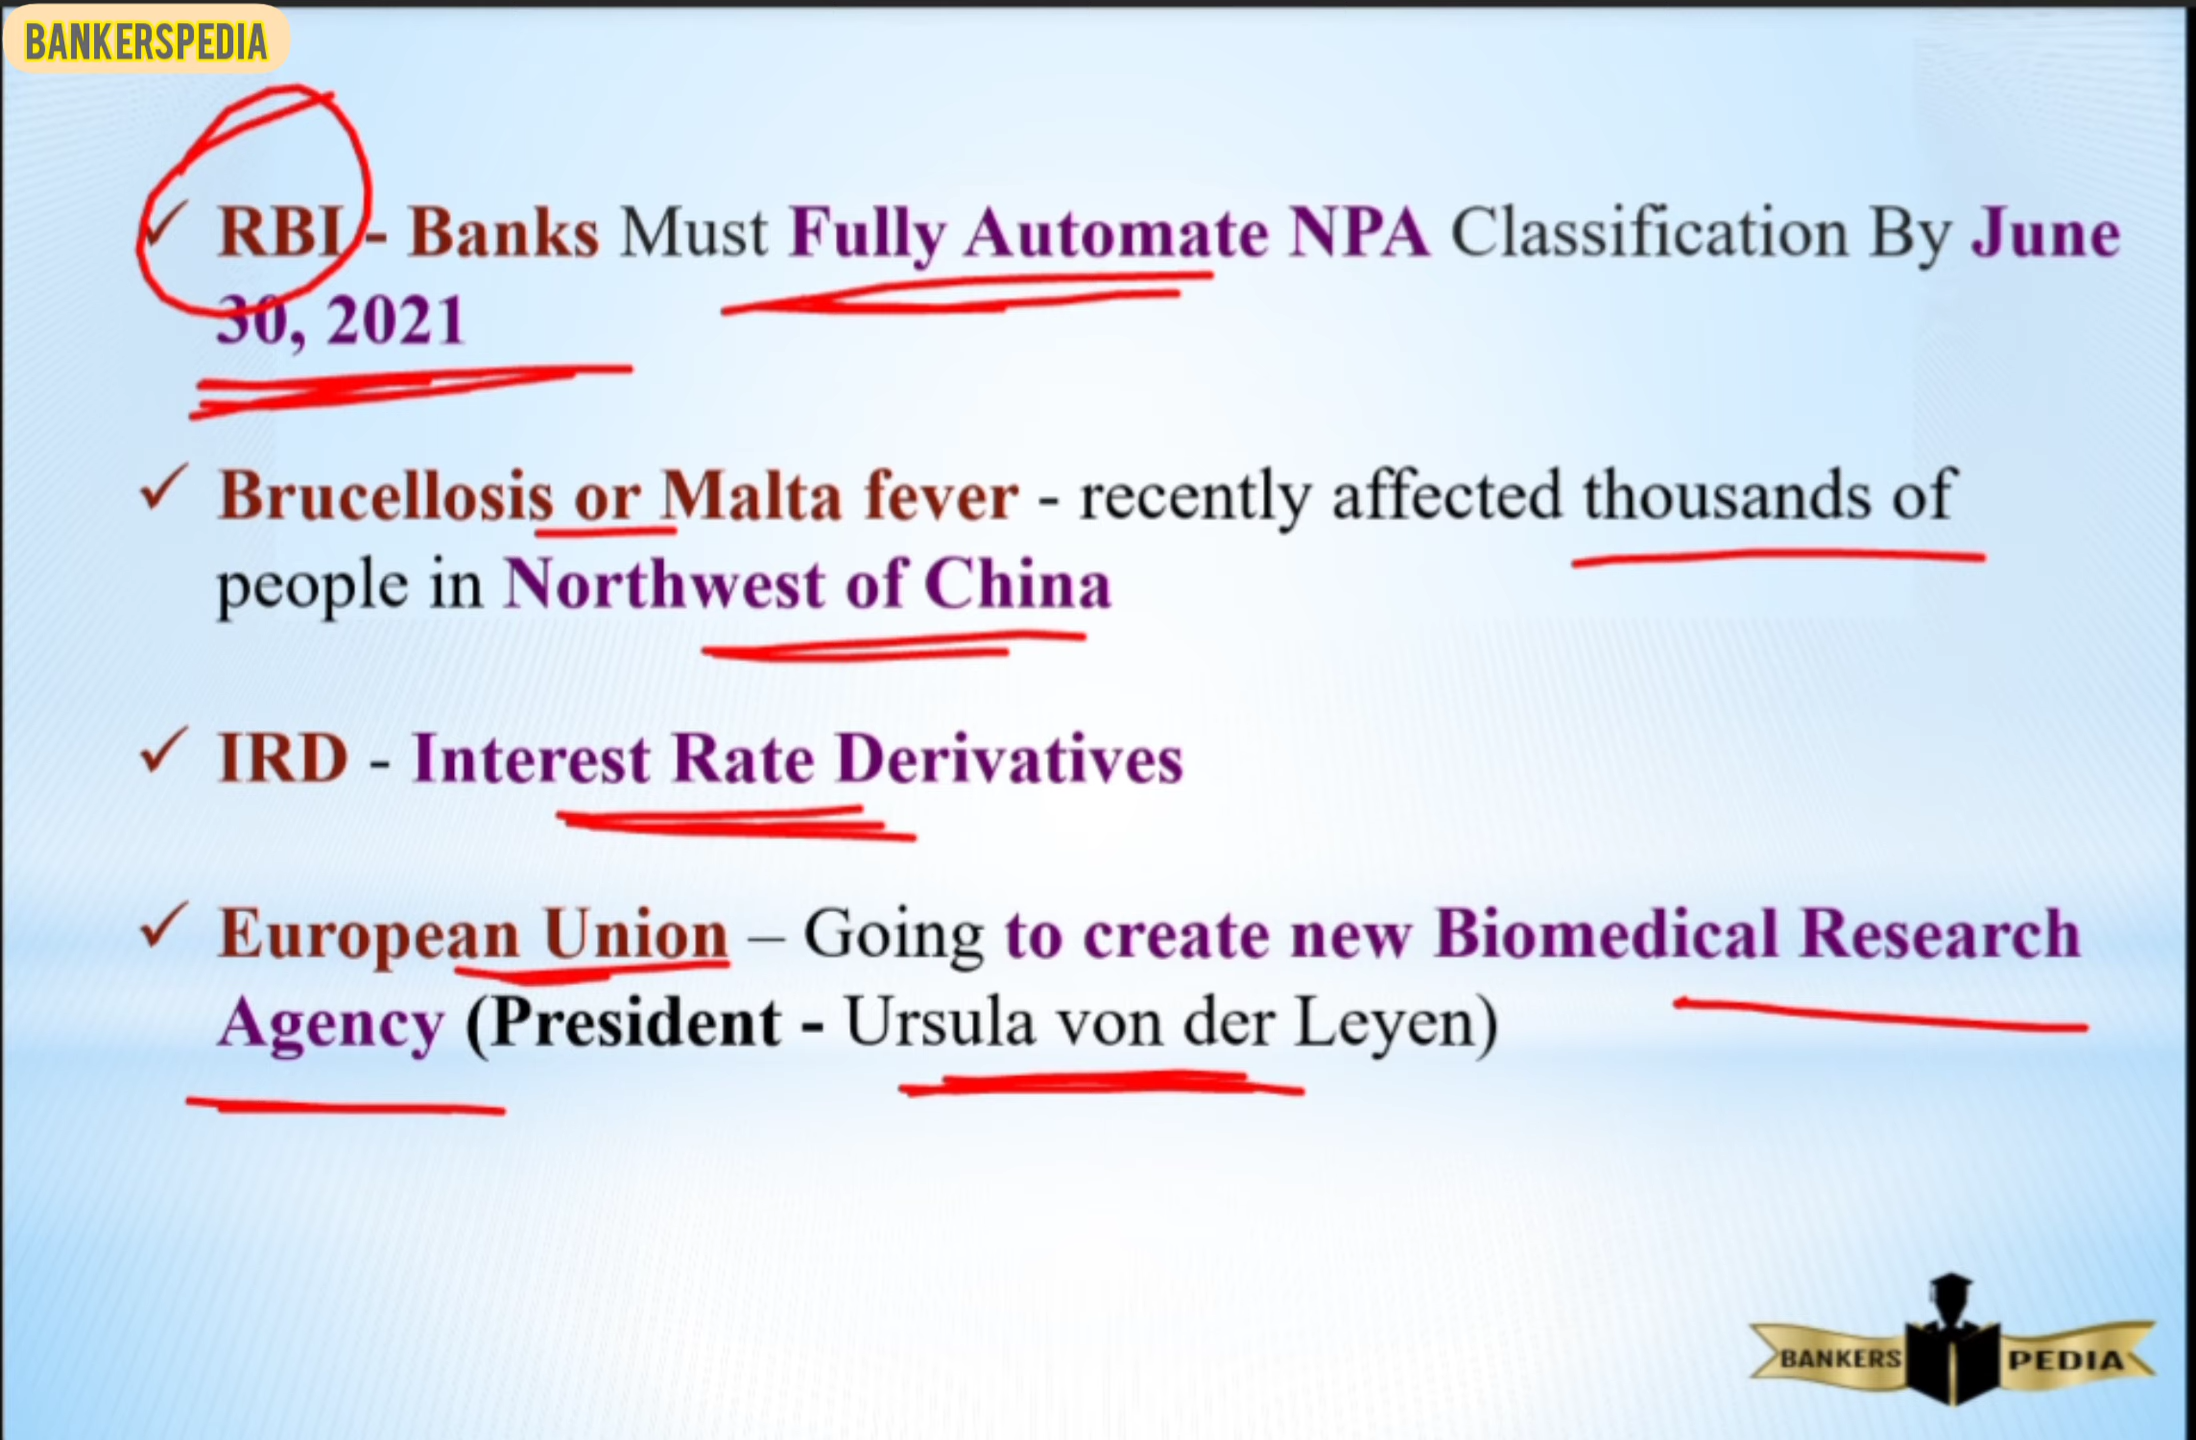 BANKERSPEDIA
✓ RBI - Banks Must Fully Automate NPA Classification By June
30, 2021
✓ Brucellosis or Malta fever - recently affected thousands of
people in Northwest of China
✓ IRD - Interest Rate Derivatives
✓ European Union – Going to create new Biomedical Research
Agency (President - Ursula von der Leyen)
BANKERS PEDIA